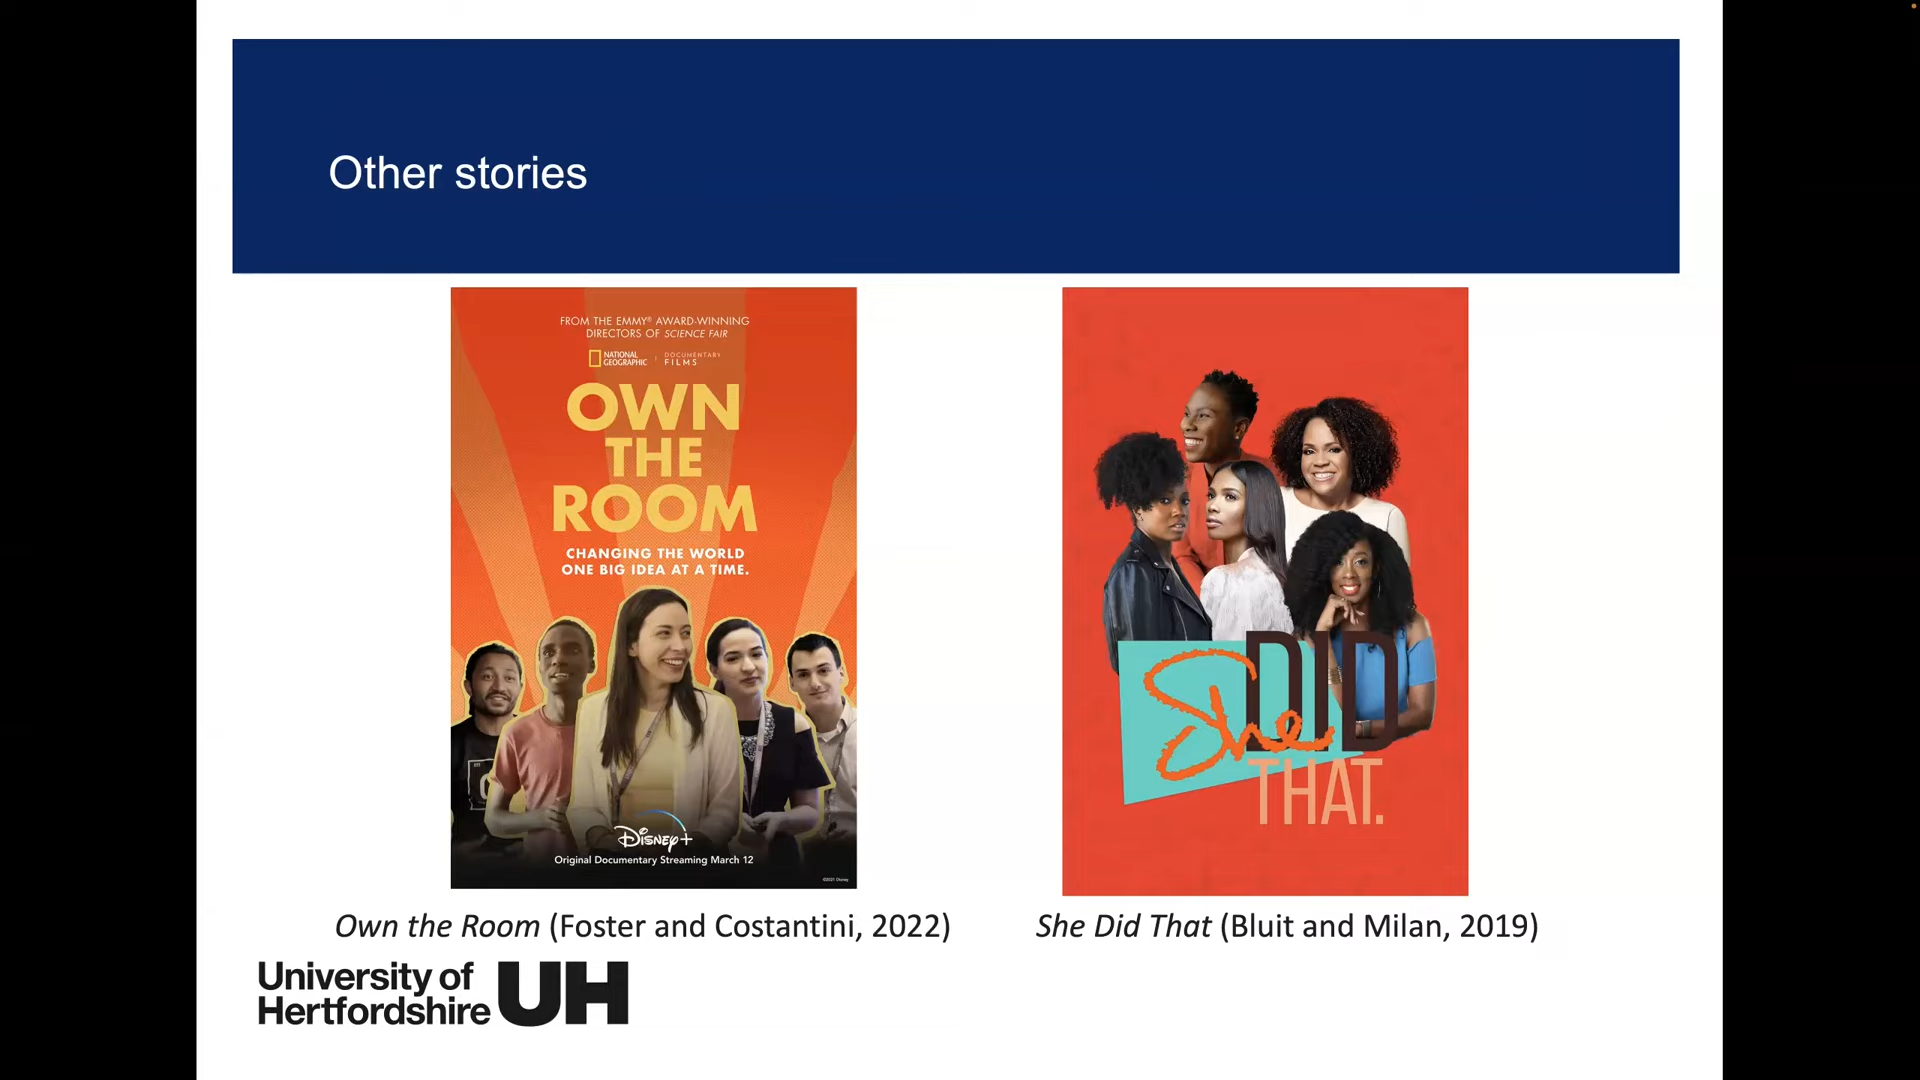 Other stories
FROM THE EMMY® AWARD-WINNING
DIRECTORS OF SCIENCE FAIR
NATIONAL
GEOGRAPHIC
DOCUMENTARY
FILMS
OWN
THE
ROOM
CHANGING THE WORLD
ONE BIG IDEA AT A TIME.
Disney+
Original Documentary Streaming March 12
©2021 Disney
She DID
THAT.
Own the Room (Foster and Costantini, 2022)
She Did That (Bluit and Milan, 2019)
University of
Hertfordshire UH